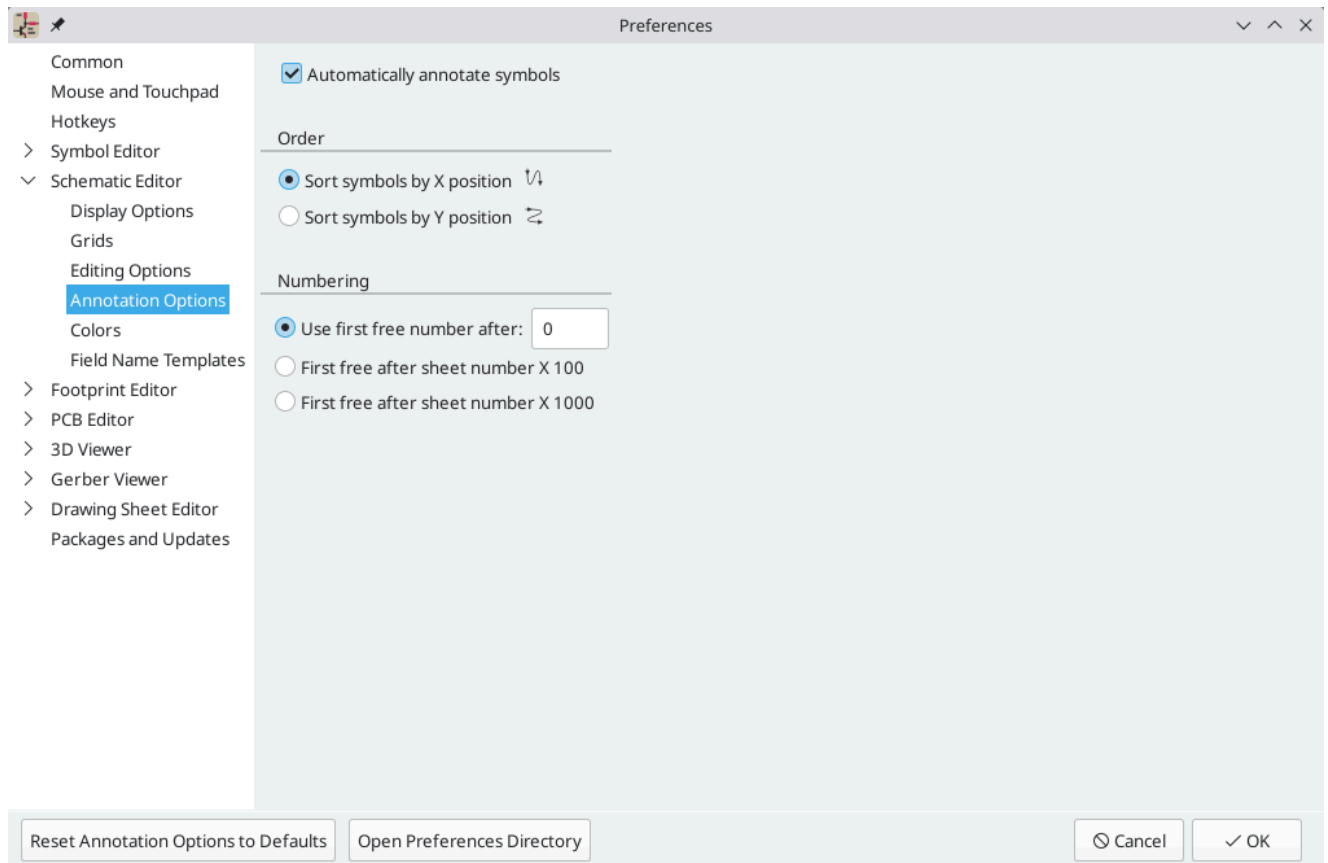 Preferences
Common
Mouse and Touchpad
Hotkeys
Symbol Editor
Schematic Editor
Display Options
Grids
Editing Options
Annotation Options
Colors
Field Name Templates
Footprint Editor
PCB Editor
3D Viewer
Gerber Viewer
Drawing Sheet Editor
Packages and Updates
Automatically annotate symbols
Order
Sort symbols by X position
Sort symbols by Y position
Numbering
Use first free number after: 0
First free after sheet number X 100
First free after sheet number X 1000
Reset Annotation Options to Defaults
Open Preferences Directory
Cancel
OK